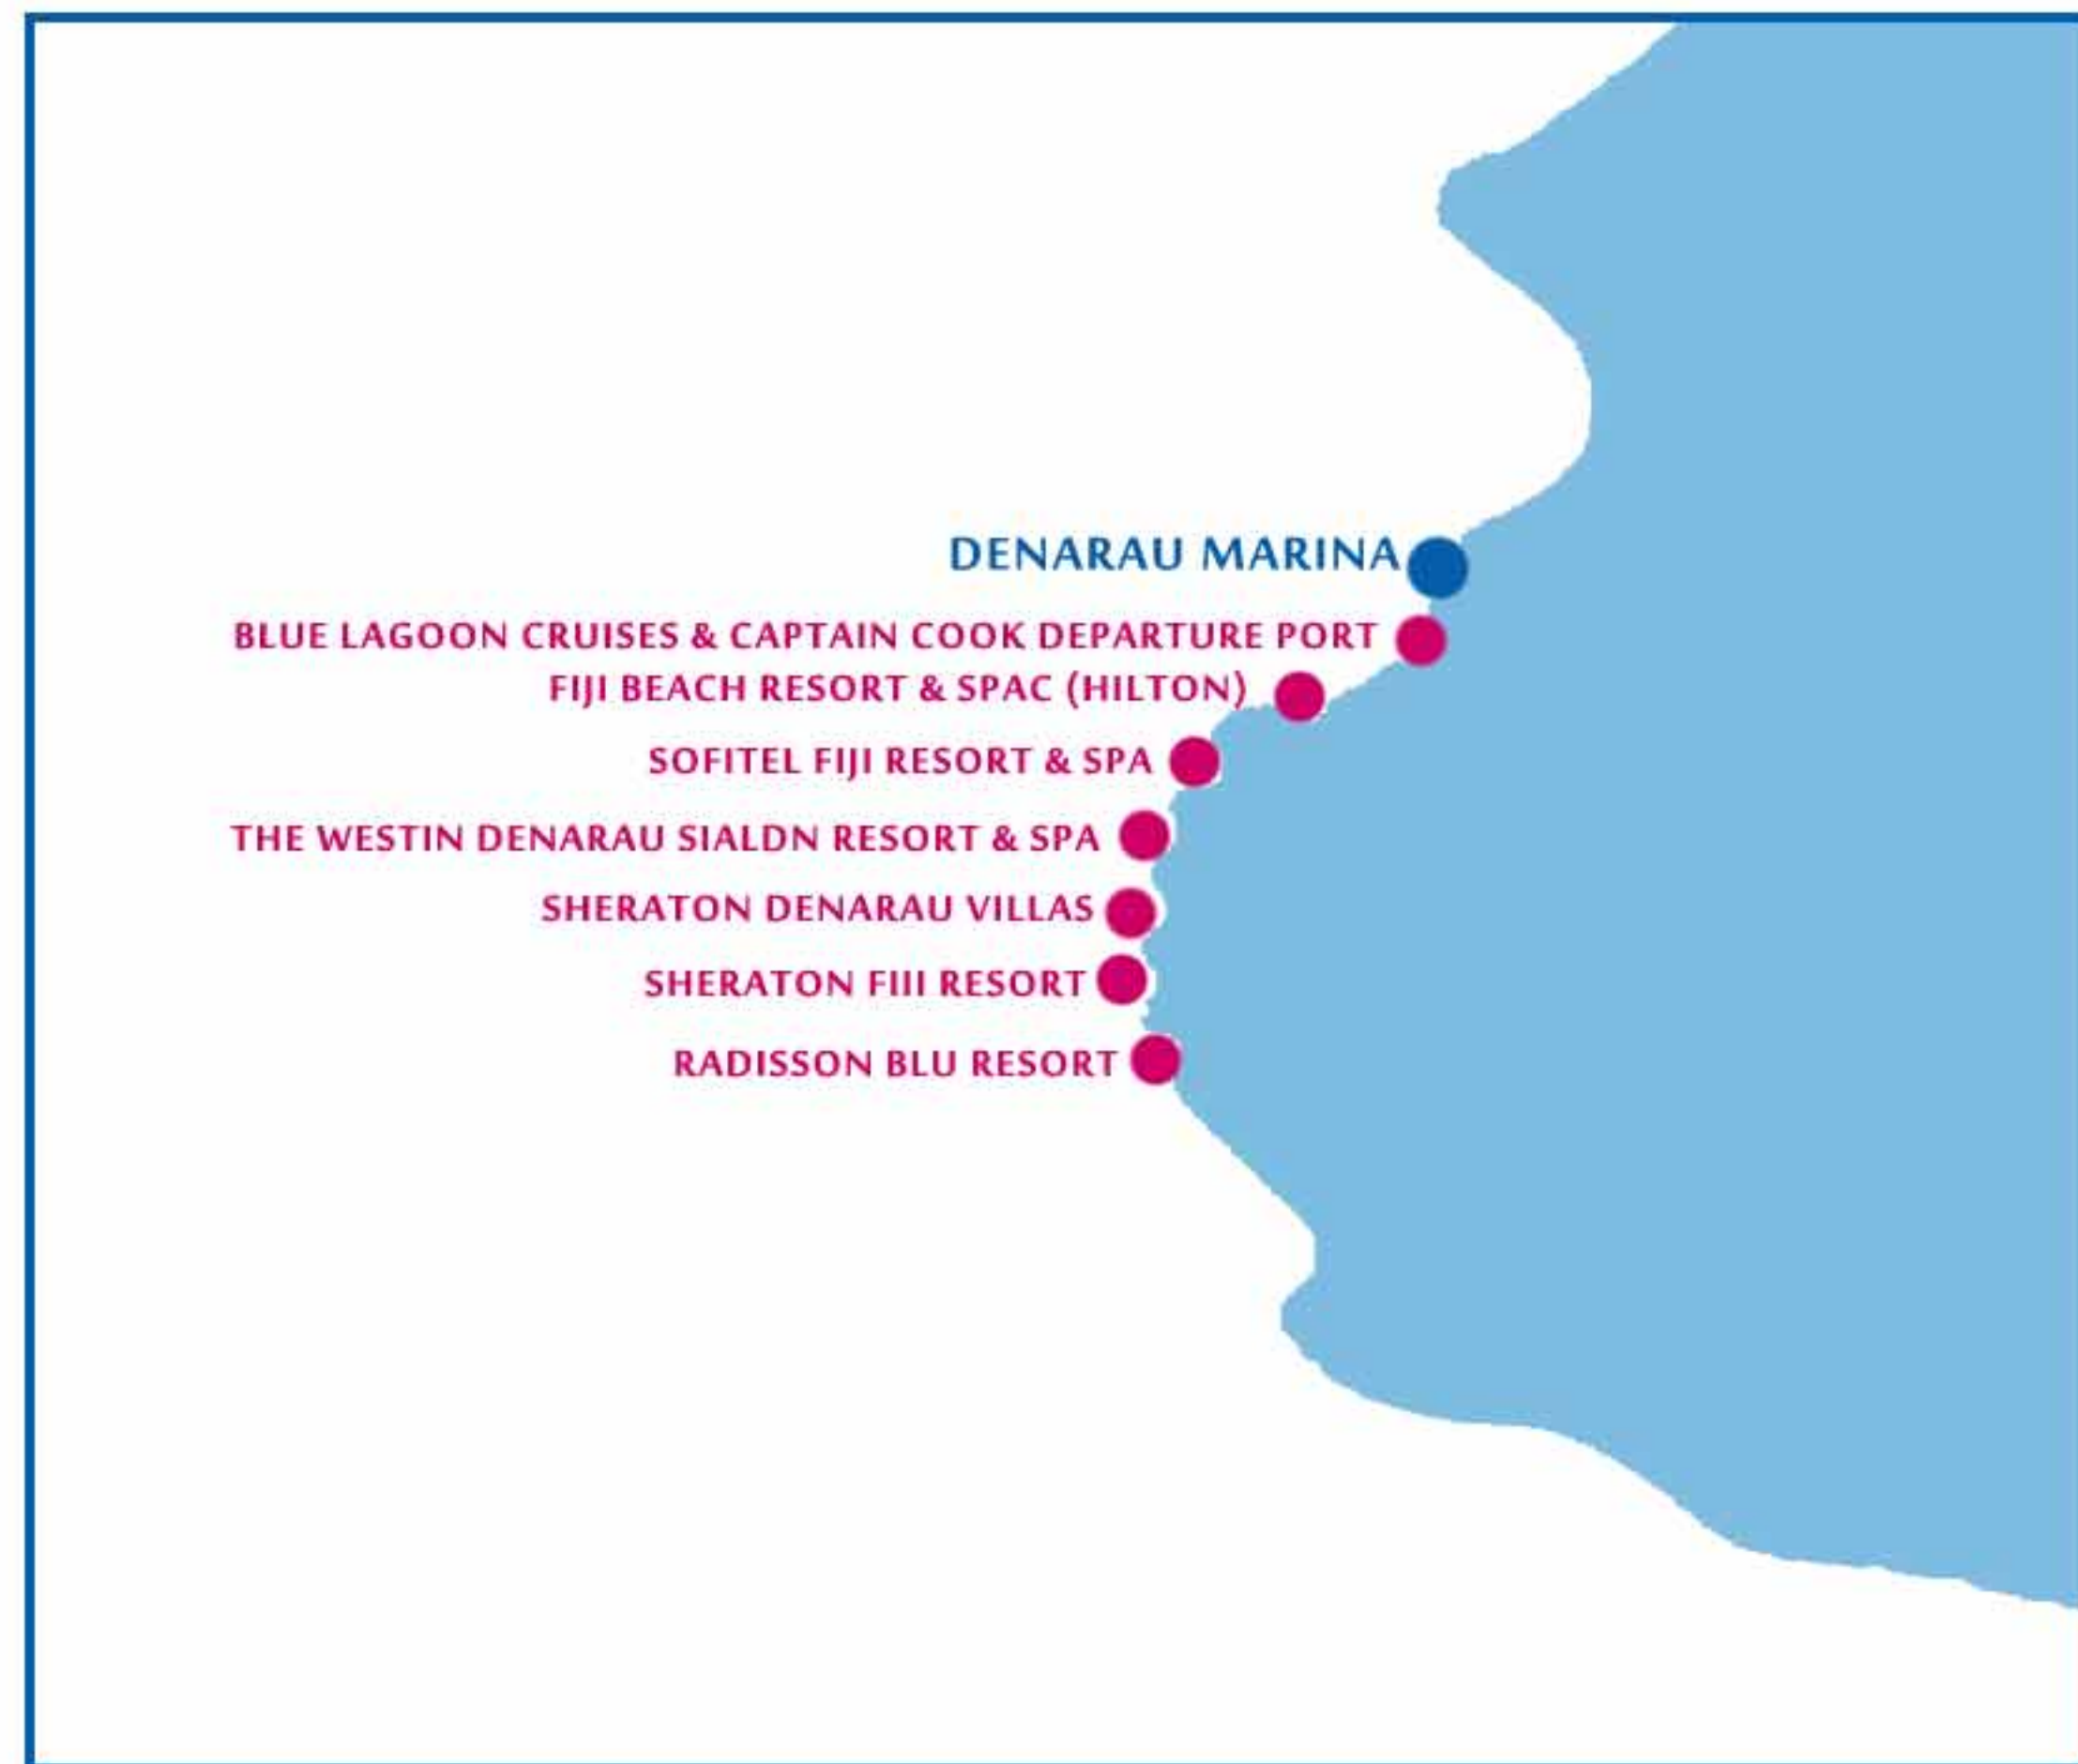 DENARAU MARINA
BLUE LAGOON CRUISES & CAPTAIN COOK DEPARTURE PORT
FIJI BEACH RESORT & SPAC (HILTON)
SOFITEL FIJI RESORT & SPA
THE WESTIN DENARAU SIALDN RESORT & SPA
SHERATON DENARAU VILLAS
SHERATON FIII RESORT
RADISSON BLU RESORT